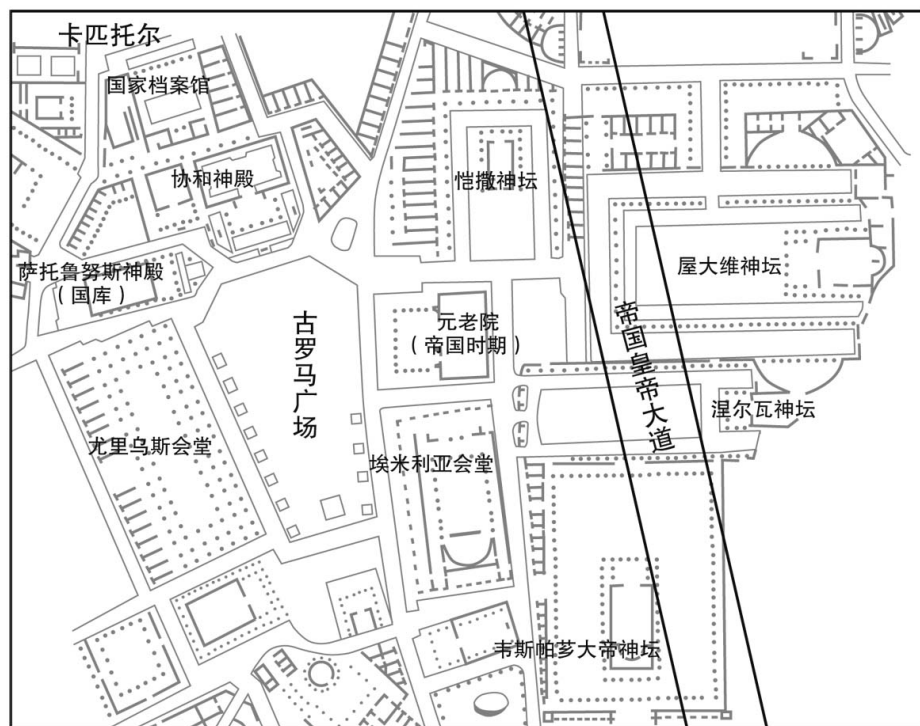 卡匹托尔
国家档案馆
协和神殿
恺撒神坛
萨托鲁努斯神殿
（国库）
屋大维神坛
古罗马广场
元老院
（帝国时期）
帝国皇帝大道
涅尔瓦神坛
尤里乌斯会堂
埃米利亚会堂
韦斯帕芗大帝神坛